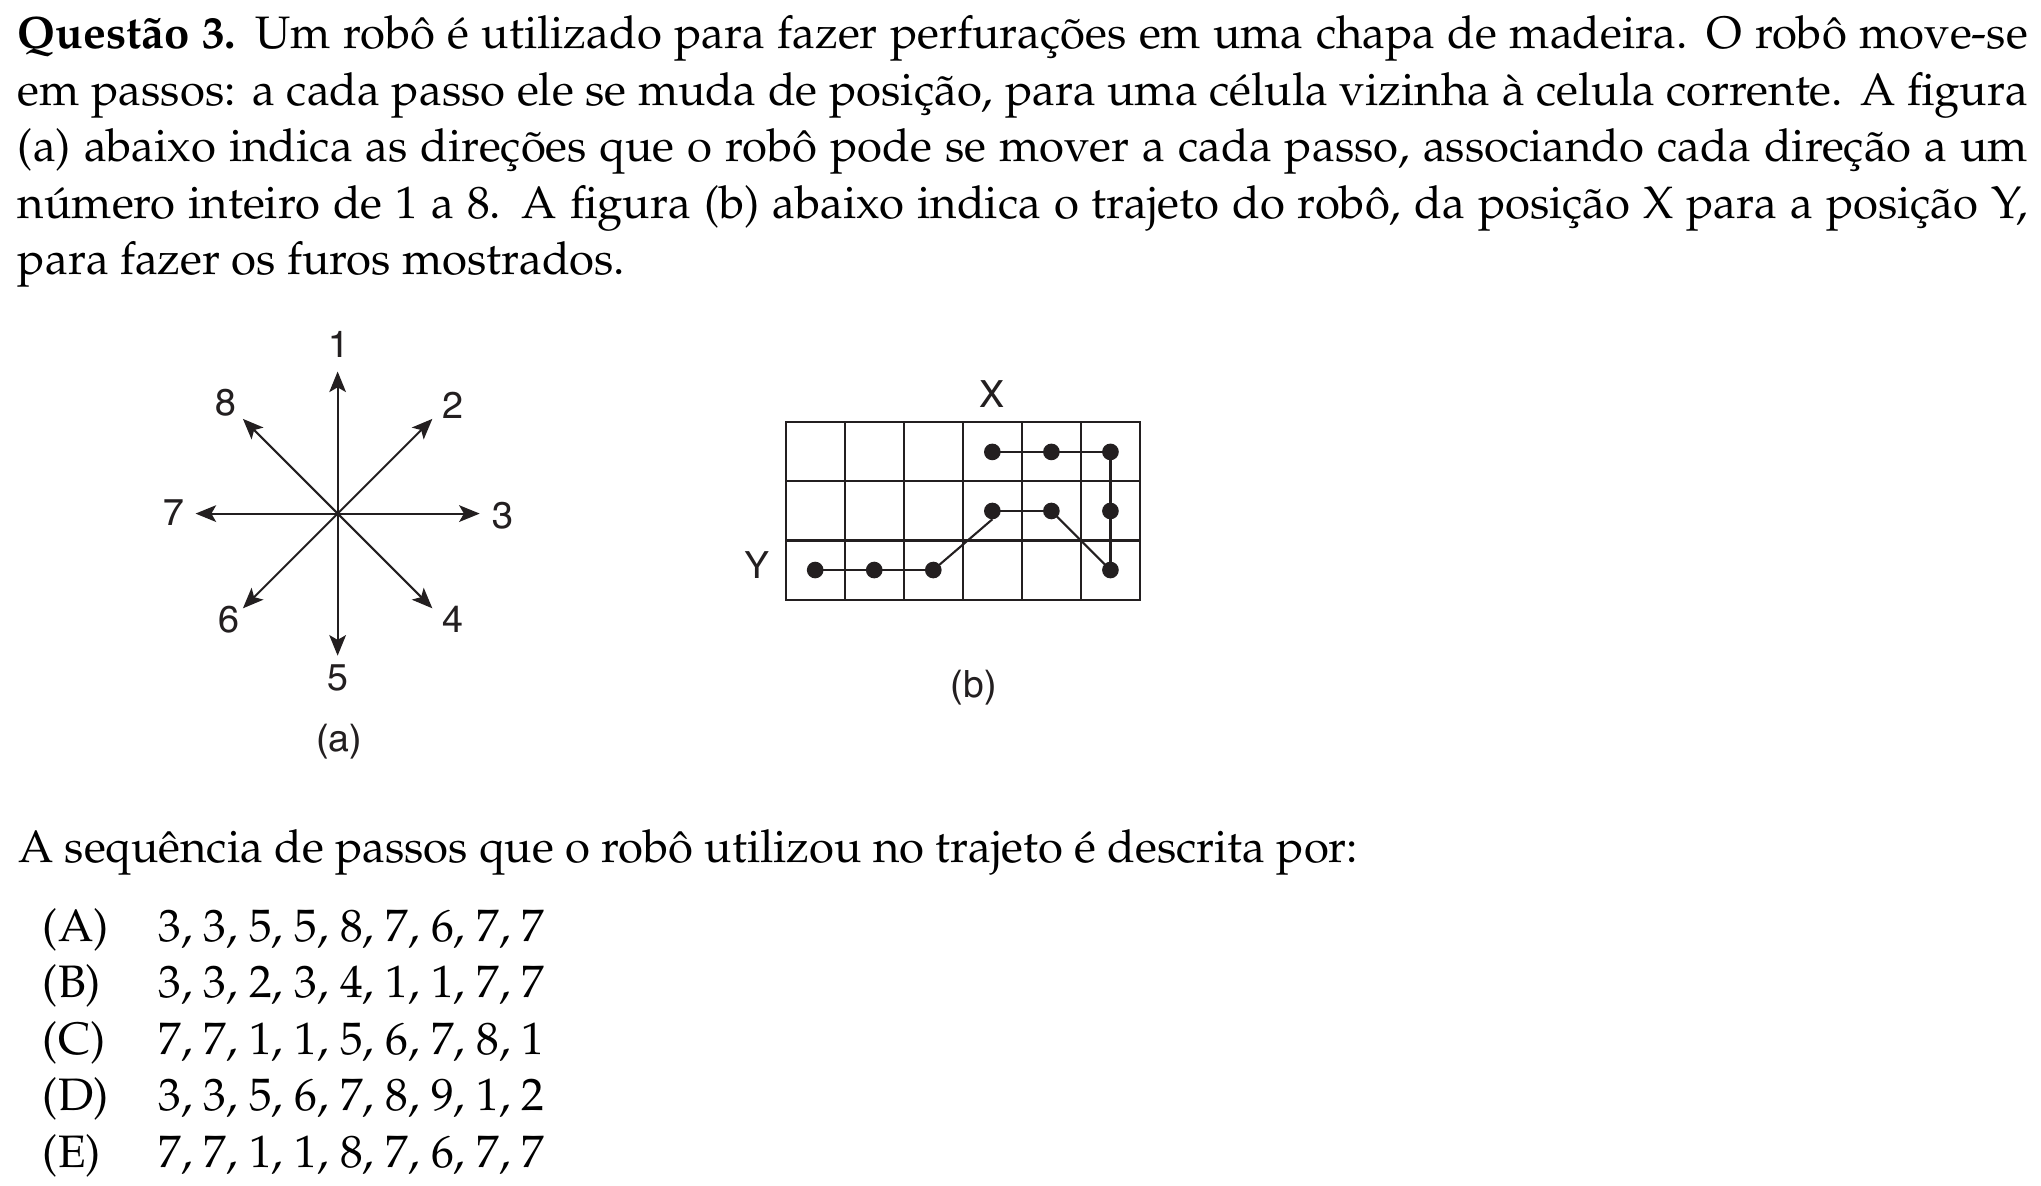 Questão 3. Um robô é utilizado para fazer perfurações em uma chapa de madeira. O robô move-se
em passos: a cada passo ele se muda de posição, para uma célula vizinha à celula corrente. A figura
(a) abaixo indica as direções que o robô pode se mover a cada passo, associando cada direção a um
número inteiro de 1 a 8. A figura (b) abaixo indica o trajeto do robô, da posição X para a posição Y,
para fazer os furos mostrados.
1
8
2
7
3
6
4
5
(a)
X
Y
(b)
A sequência de passos que o robô utilizou no trajeto é descrita por:
(A) 3, 3, 5, 5, 8, 7, 6, 7, 7
(B) 3, 3, 2, 3, 4, 1, 1, 7, 7
(C) 7, 7, 1, 1, 5, 6, 7, 8, 1
(D) 3, 3, 5, 6, 7, 8, 9, 1, 2
(E) 7, 7, 1, 1, 8, 7, 6, 7, 7